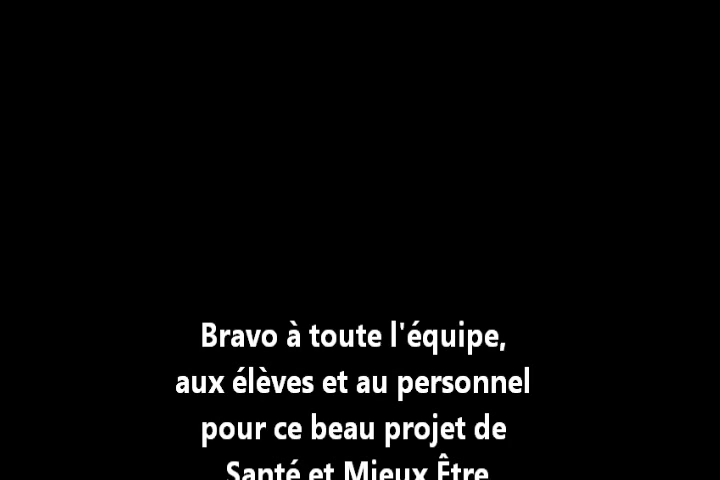 Bravo à toute l'équipe,
aux élèves et au personnel
pour ce beau projet de
Santé et Mieux Être